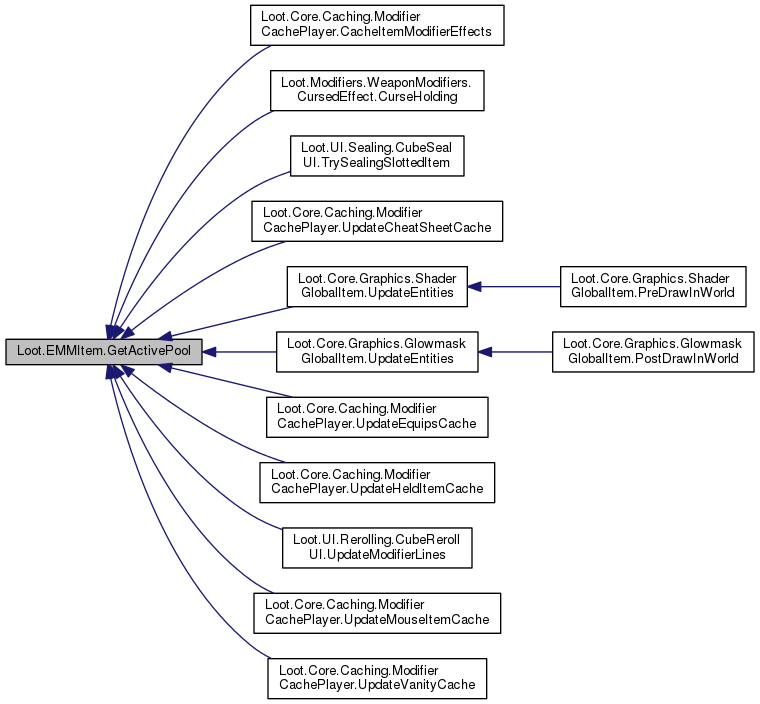 Loot.Core.Caching.Modifier
CachePlayer.CacheItemModifierEffects
Loot.Modifiers.WeaponModifiers.
CursedEffect.CurseHolding
Loot.UI.Sealing.CubeSeal
UI.TrySealingSlottedItem
Loot.Core.Caching.Modifier
CachePlayer.UpdateCheatSheetCache
Loot.Core.Graphics.Shader
GlobalItem.UpdateEntities
Loot.Core.Graphics.Shader
GlobalItem.PreDrawInWorld
Loot.EMMItem.GetActivePool
Loot.Core.Graphics.Glowmask
GlobalItem.UpdateEntities
Loot.Core.Graphics.Glowmask
GlobalItem.PostDrawInWorld
Loot.Core.Caching.Modifier
CachePlayer.UpdateEquipsCache
Loot.Core.Caching.Modifier
CachePlayer.UpdateHeldItemCache
Loot.UI.Rerolling.CubeReroll
UI.UpdateModifierLines
Loot.Core.Caching.Modifier
CachePlayer.UpdateMouseItemCache
Loot.Core.Caching.Modifier
CachePlayer.UpdateVanityCache